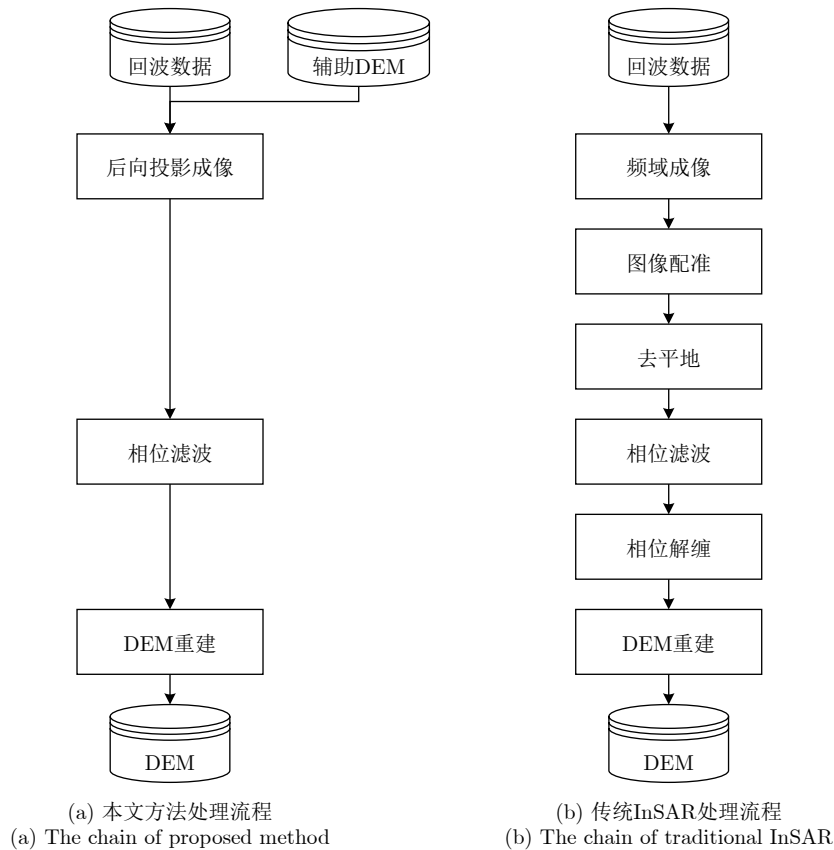 回波数据
辅助DEM
后向投影成像
相位滤波
DEM重建
DEM
(a) 本文方法处理流程
(a) The chain of proposed method
回波数据
频域成像
图像配准
去平地
相位滤波
相位解缠
DEM重建
DEM
(b) 传统InSAR处理流程
(b) The chain of traditional InSAR